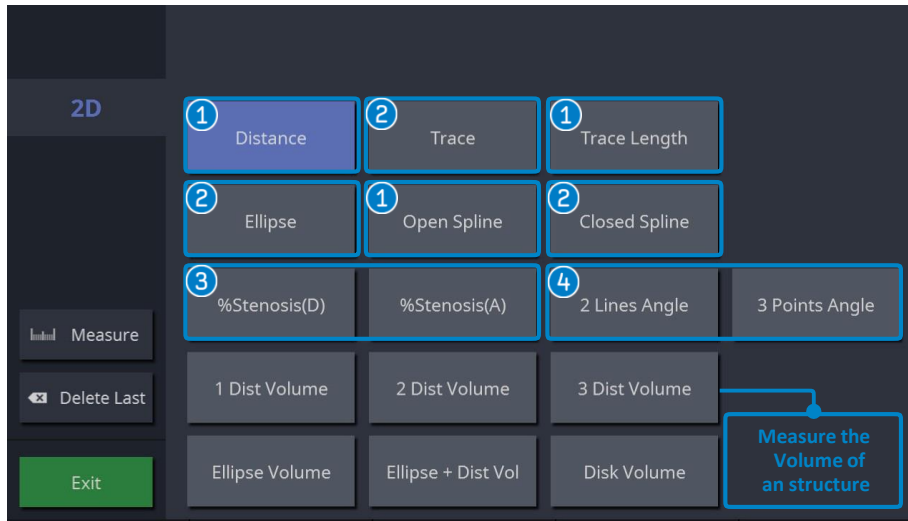 2D
1
Distance
2
Trace
1
Trace Length
2
Ellipse
1
Open Spline
2
Closed Spline
3
%Stenosis(D)
%Stenosis(A)
4
2 Lines Angle
3 Points Angle
Measure
1 Dist Volume
2 Dist Volume
3 Dist Volume
Delete Last
Measure the
Volume of
an structure
Ellipse Volume
Ellipse + Dist Vol
Disk Volume
Exit